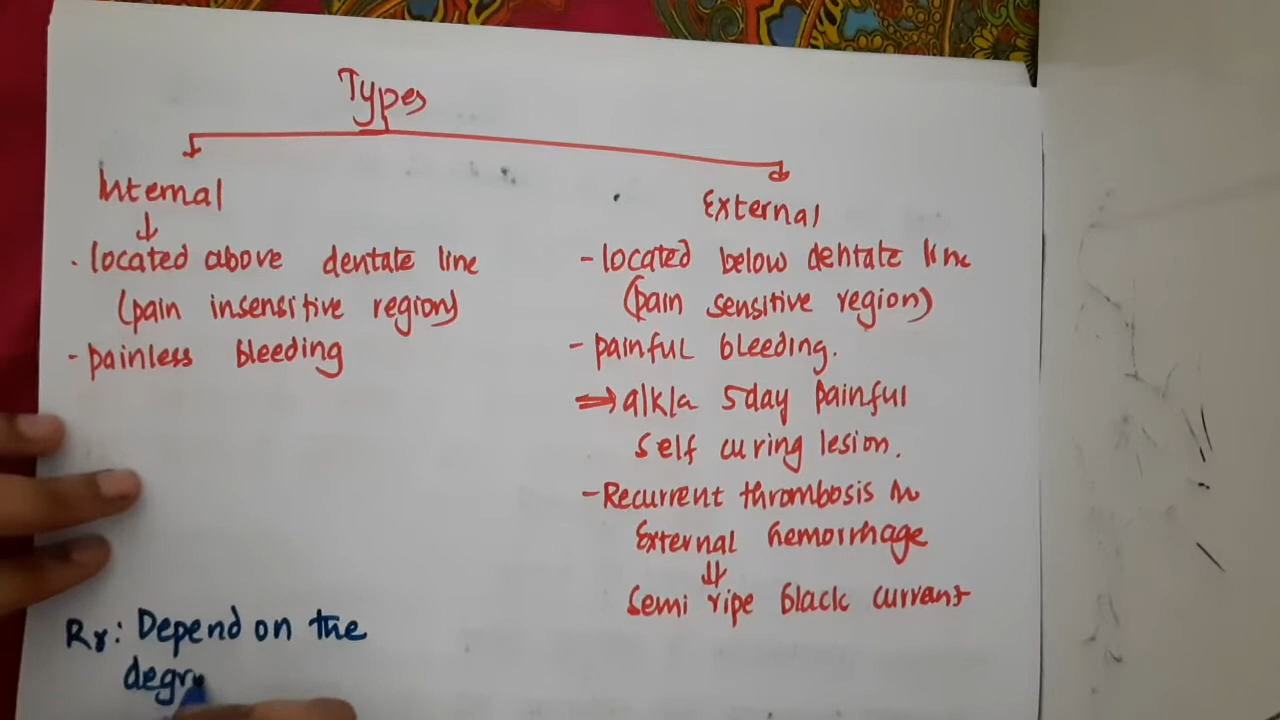 Types
Internal
. located above dentate line
(pain insensitive region)
- painless bleeding
External
- located below dentate line
(pain sensitive region)
- painful bleeding.
⇒ a/k/a 5day painful
self curing lesion.
- Recurrent thrombosis in
External hemorrhage
semi ripe black currant
Rx: Depend on the
degr